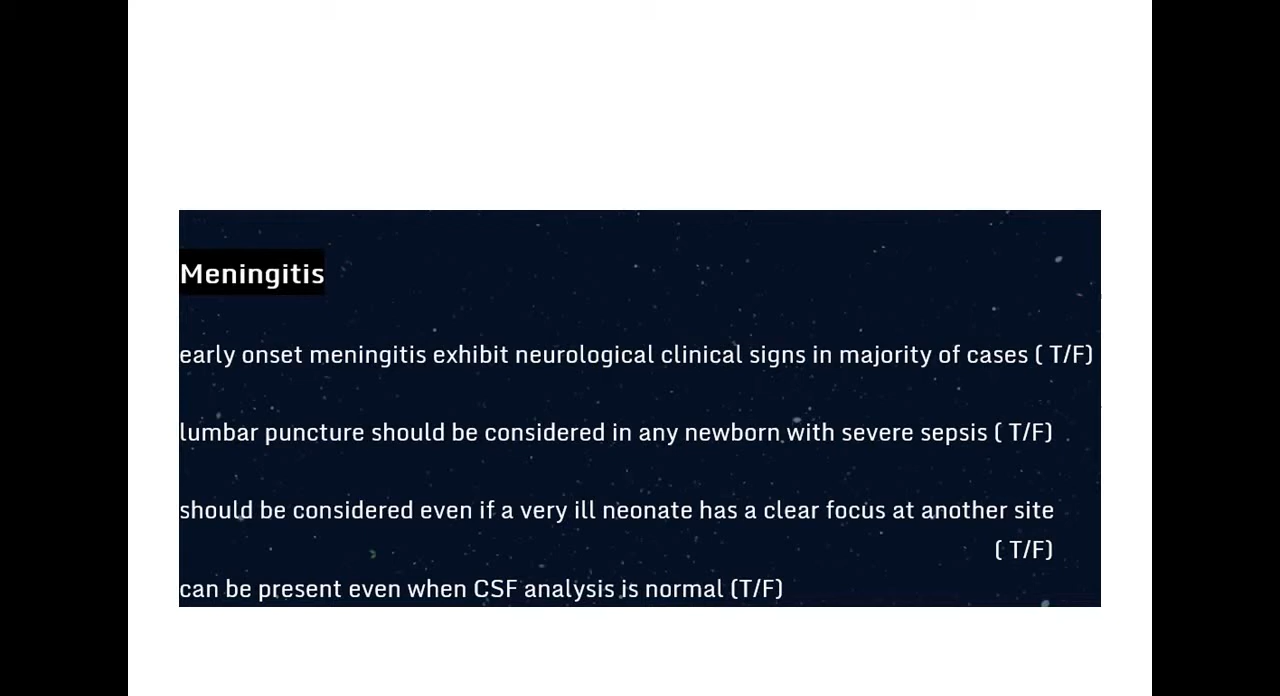 Meningitis
early onset meningitis exhibit neurological clinical signs in majority of cases ( T/F)
lumbar puncture should be considered in any newborn with severe sepsis ( T/F)
should be considered even if a very ill neonate has a clear focus at another site
( T/F)
can be present even when CSF analysis is normal (T/F)